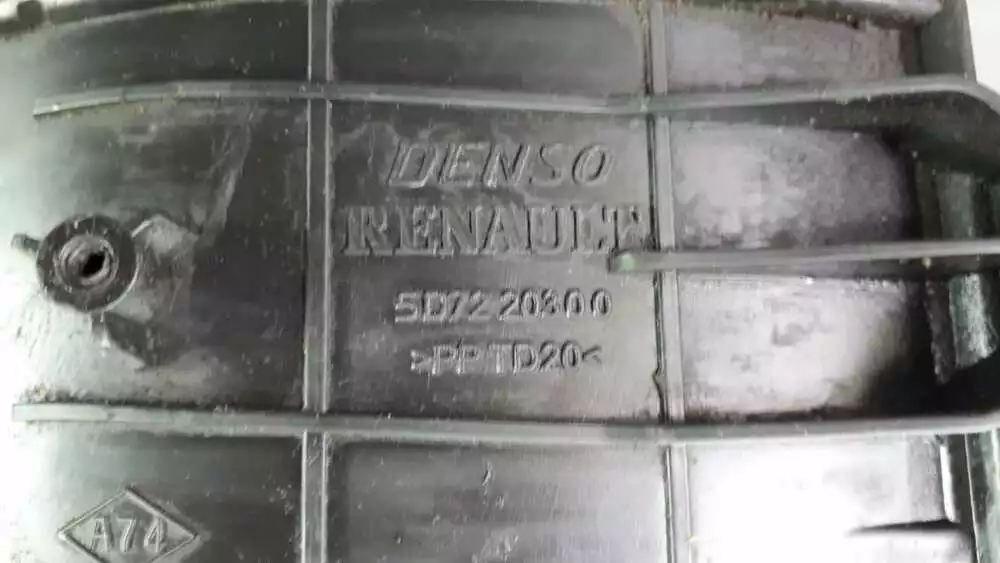 DENSO
RENAULT
5D72 20300
>PP TD20<
A74